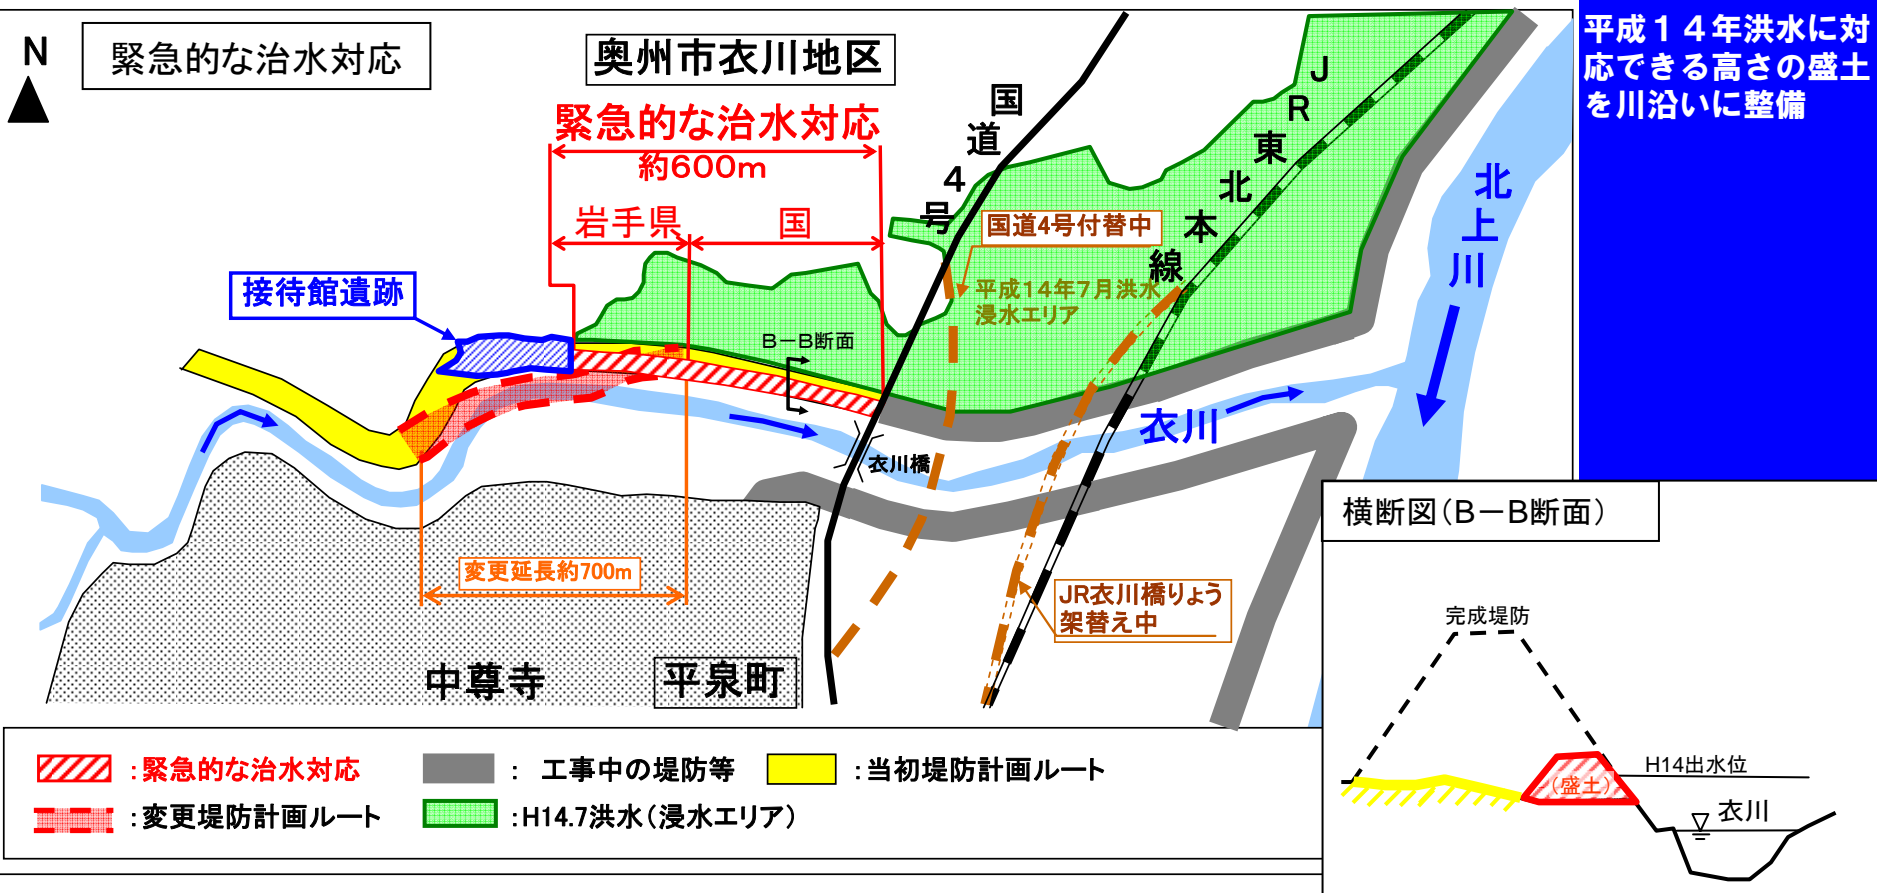 N
緊急的な治水対応
奥州市衣川地区
平成１４年洪水に対
応できる高さの盛土
を川沿いに整備
緊急的な治水対応
約600m
岩手県
国
国道４号
JR東北本線
北上川
国道4号付替中
接待館遺跡
平成14年7月洪水
浸水エリア
B－B断面
衣川
衣川橋
変更延長約700m
JR衣川橋りょう
架替え中
中尊寺
平泉町
横断図(B－B断面)
完成堤防
H14出水位
(盛土)
衣川
：緊急的な治水対応
：工事中の堤防等
：当初堤防計画ルート
：変更堤防計画ルート
：H14.7洪水(浸水エリア)